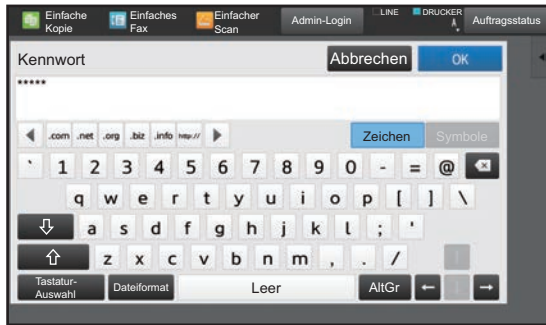 Einfache Kopie Einfaches Fax Einfacher Scan Admin-Login LINE DRUCKER Auftragsstatus
Kennwort Abbrechen OK
*****
.com .net .org .biz .info http:// Zeichen Symbole
` 1 2 3 4 5 6 7 8 9 0 - = @
q w e r t y u i o p [ ] \
a s d f g h j k l ; '
z x c v b n m , . /
Tastatur-Auswahl Dateiformat Leer AltGr